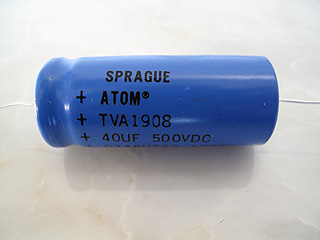 SPRAGUE
+ ATOM®
+ TVA1908
+ 40UF 500VDC
+